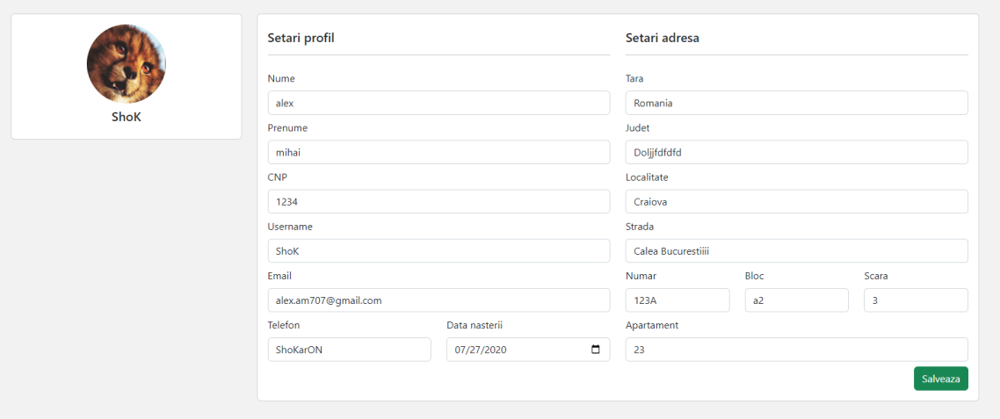 ShoK
Setari profil
Nume
alex
Prenume
mihai
CNP
1234
Username
ShoK
Email
alex.am707@gmail.com
Telefon Data nasterii
ShoKarON 07/27/2020
Setari adresa
Tara
Romania
Judet
Doljjfdfdfd
Localitate
Craiova
Strada
Calea Bucurestiiii
Numar Bloc Scara
123A a2 3
Apartament
23
Salveaza